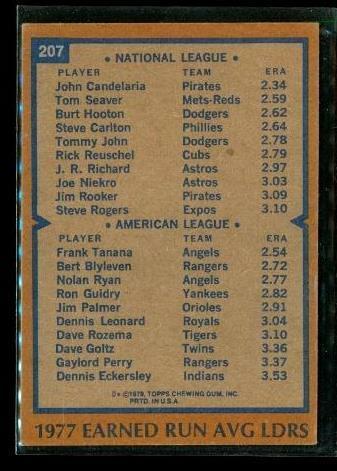 207
• NATIONAL LEAGUE •
PLAYER TEAM ERA
John Candelaria Pirates 2.34
Tom Seaver Mets-Reds 2.59
Burt Hooton Dodgers 2.62
Steve Carlton Phillies 2.64
Tommy John Dodgers 2.78
Rick Reuschel Cubs 2.79
J. R. Richard Astros 2.97
Joe Niekro Astros 3.03
Jim Rooker Pirates 3.09
Steve Rogers Expos 3.10
• AMERICAN LEAGUE •
PLAYER TEAM ERA
Frank Tanana Angels 2.54
Bert Blyleven Rangers 2.72
Nolan Ryan Angels 2.77
Ron Guidry Yankees 2.82
Jim Palmer Orioles 2.91
Dennis Leonard Royals 3.04
Dave Rozema Tigers 3.10
Dave Goltz Twins 3.36
Gaylord Perry Rangers 3.37
Dennis Eckersley Indians 3.53
D* © 1978, TOPPS CHEWING GUM, INC.
PRTD. IN U.S.A.
1977 EARNED RUN AVG LDRS